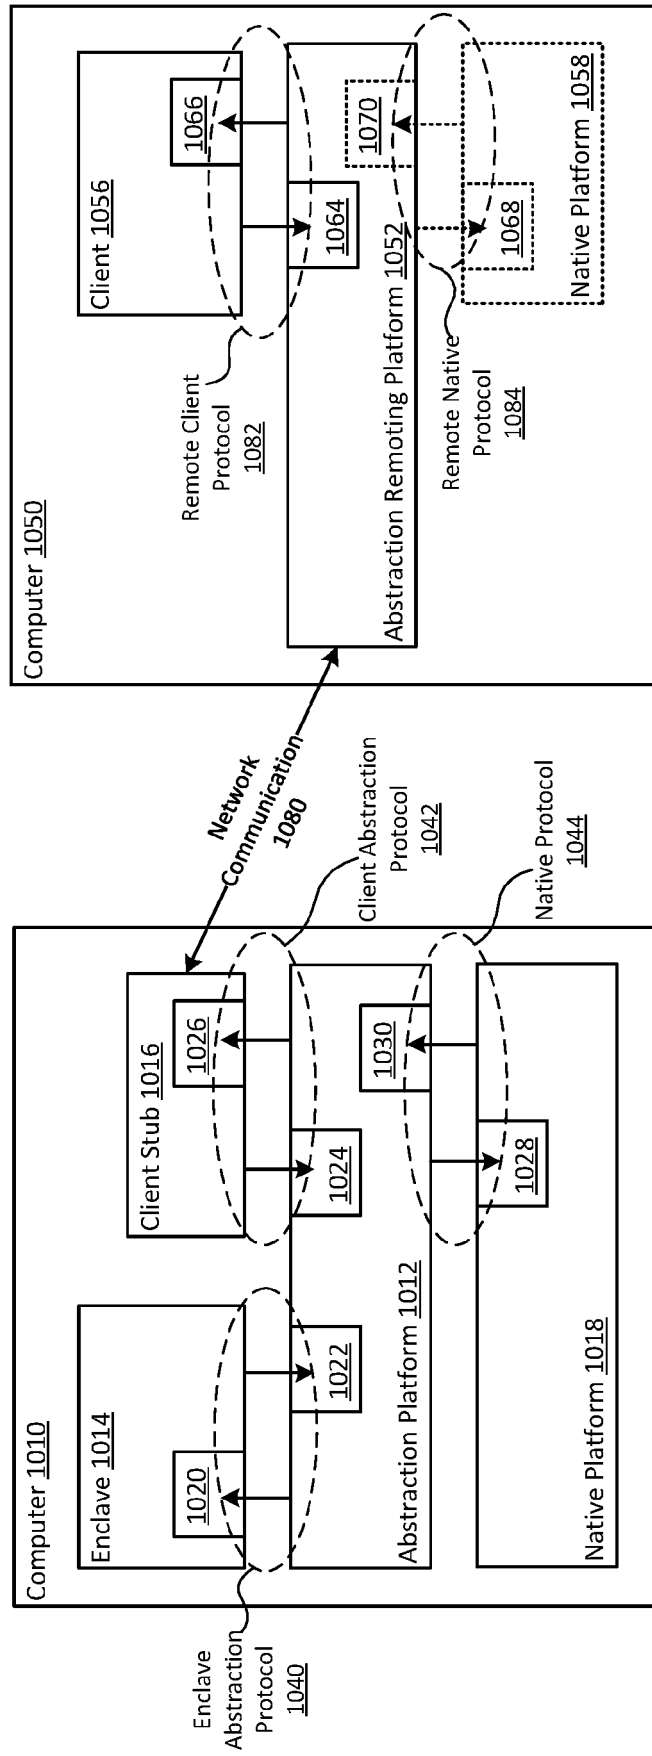 Computer 1010
Enclave 1014
1020
Enclave
Abstraction
Protocol
1040
Client Stub 1016
1026
1022
1024
Abstraction Platform 1012
1030
1028
Native Platform 1018
Client Abstraction
Protocol
1042
Native Protocol
1044
Network
Communication
1080
Computer 1050
Client 1056
1066
1064
Remote Client
Protocol
1082
Abstraction Remoting Platform 1052
1070
1068
Native Platform 1058
Remote Native
Protocol
1084